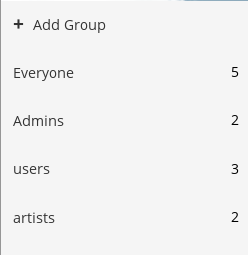 + Add Group
Everyone 5
Admins 2
users 3
artists 2